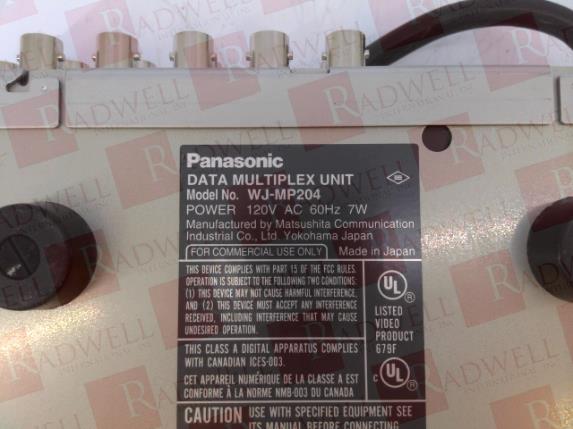 Panasonic
DATA MULTIPLEX UNIT
Model No. WJ-MP204
POWER 120V AC 60Hz 7W
Manufactured by Matsushita Communication
Industrial Co., Ltd. Yokohama Japan
FOR COMMERCIAL USE ONLY Made in Japan
THIS DEVICE COMPLIES WITH PART 15 OF THE FCC RULES.
OPERATION IS SUBJECT TO THE FOLLOWING TWO CONDITIONS:
(1) THIS DEVICE MAY NOT CAUSE HARMFUL INTERFERENCE,
AND (2) THIS DEVICE MUST ACCEPT ANY INTERFERENCE
RECEIVED, INCLUDING INTERFERENCE THAT MAY CAUSE
UNDESIRED OPERATION.
UL®
LISTED
VIDEO
PRODUCT
679F
THIS CLASS A DIGITAL APPARATUS COMPLIES
WITH CANADIAN ICES-003.
CET APPAREIL NUMÉRIQUE DE LA CLASSE A EST
CONFORME À LA NORME NMB-003 DU CANADA
c UL®
CAUTION USE WITH SPECIFIED EQUIPMENT SEE
ITS MANUAL BEFORE CONNECTING
RADWELL